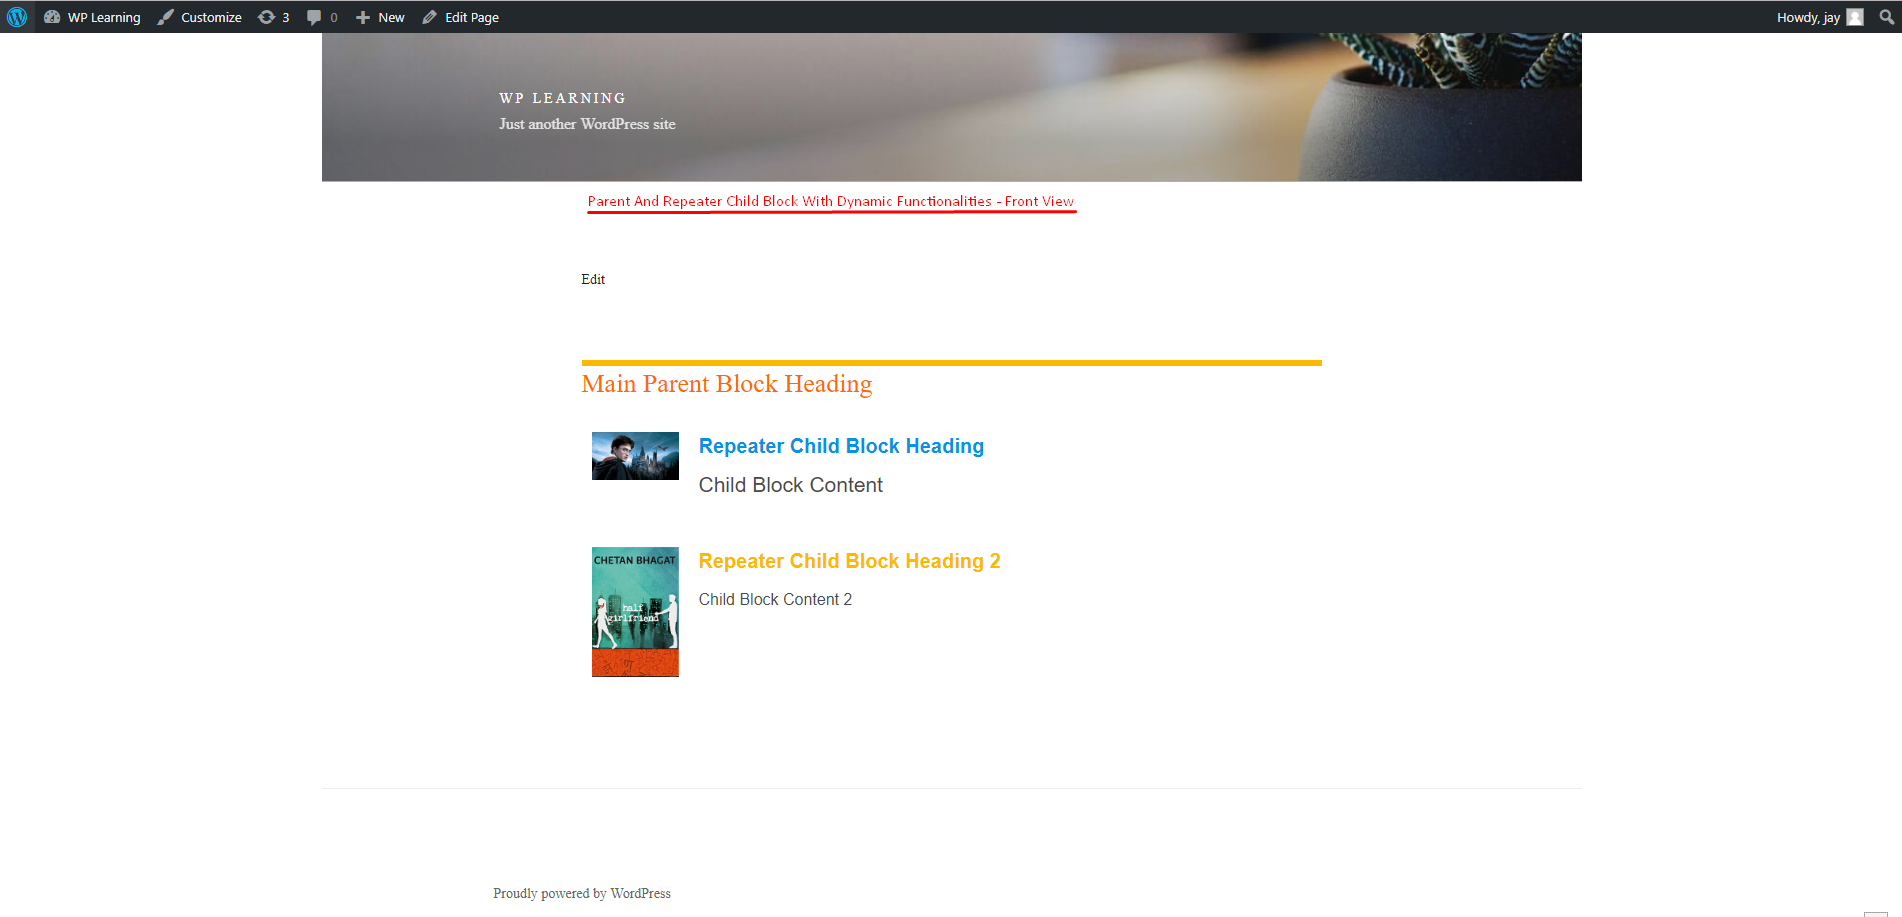 WP Learning Customize 3 0 New Edit Page Howdy, jay
WP LEARNING
Just another WordPress site
Parent And Repeater Child Block With Dynamic Functionalities - Front View
Edit
Main Parent Block Heading
Repeater Child Block Heading
Child Block Content
CHETAN BHAGAT
half
girlfriend
Repeater Child Block Heading 2
Child Block Content 2
Proudly powered by WordPress